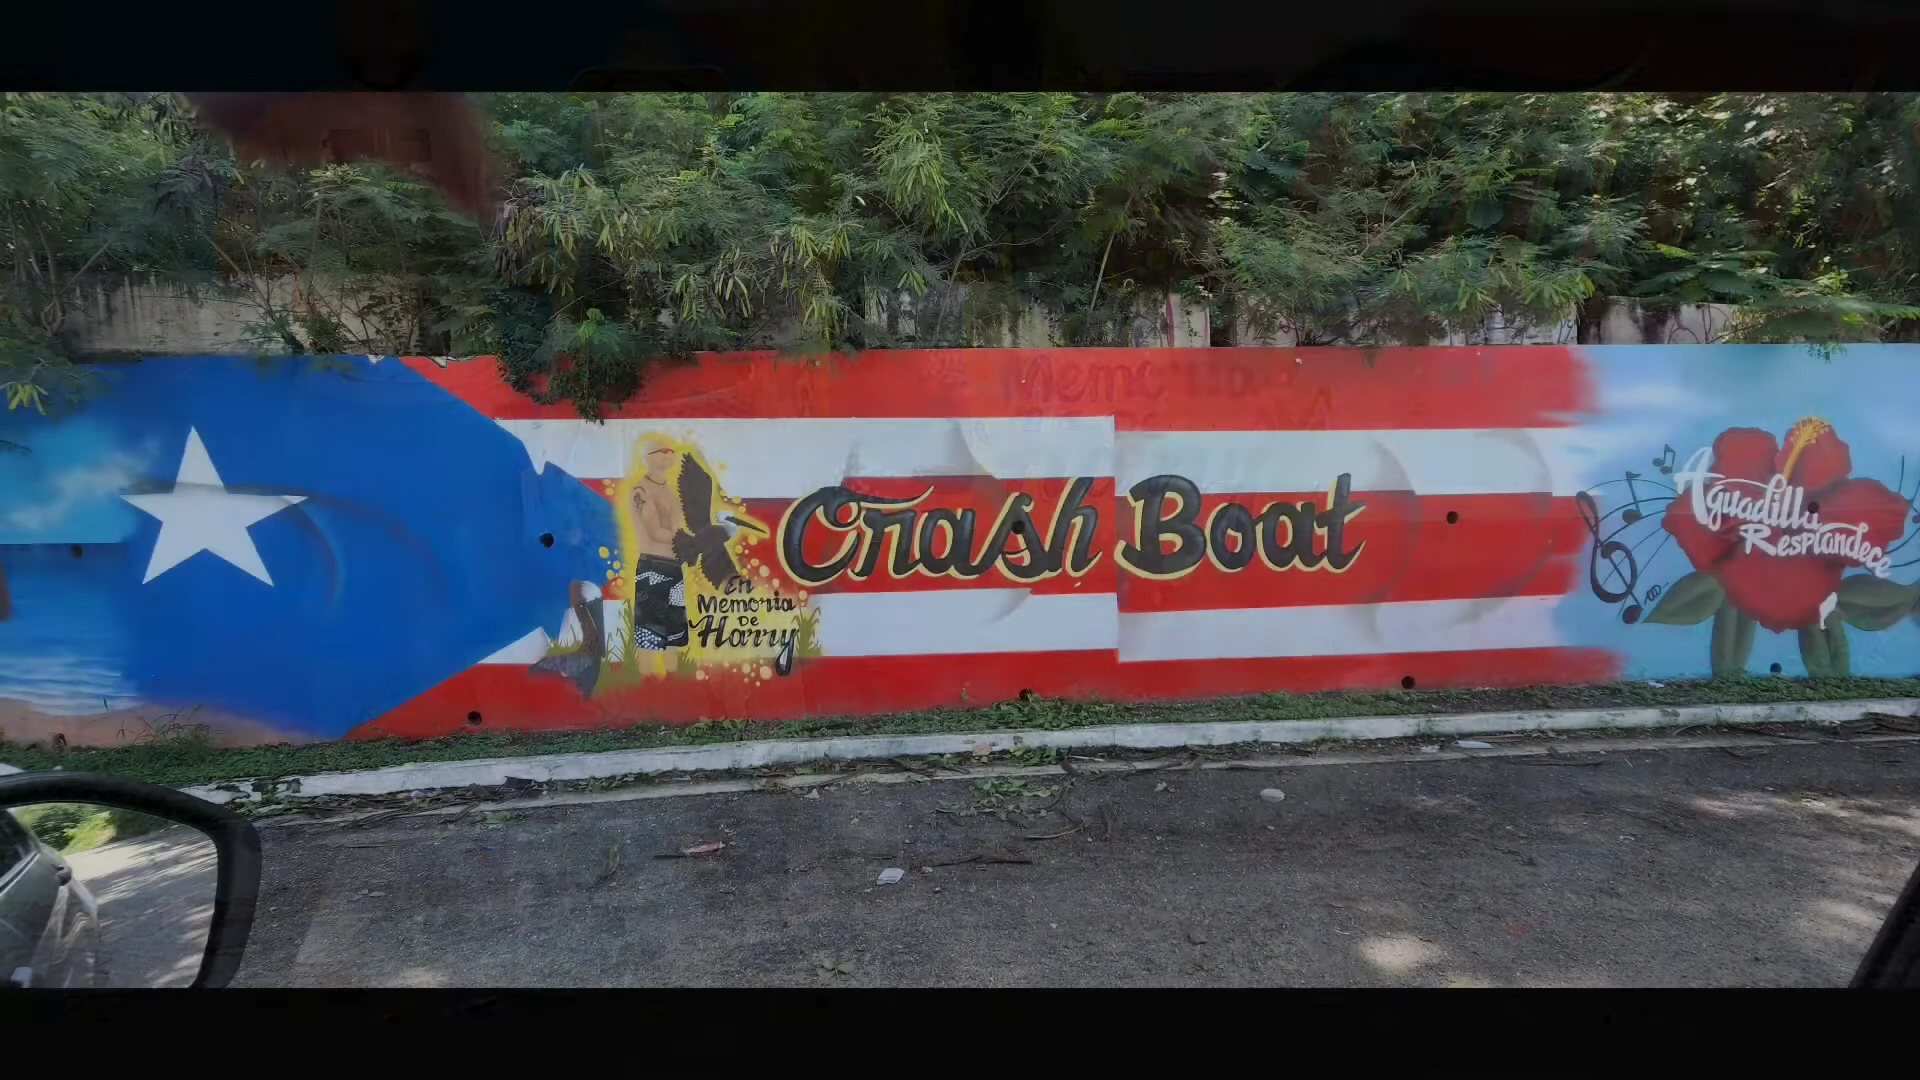 Crash Boat
En
Memoria
De
Harry
Aguadilla
Resplandece